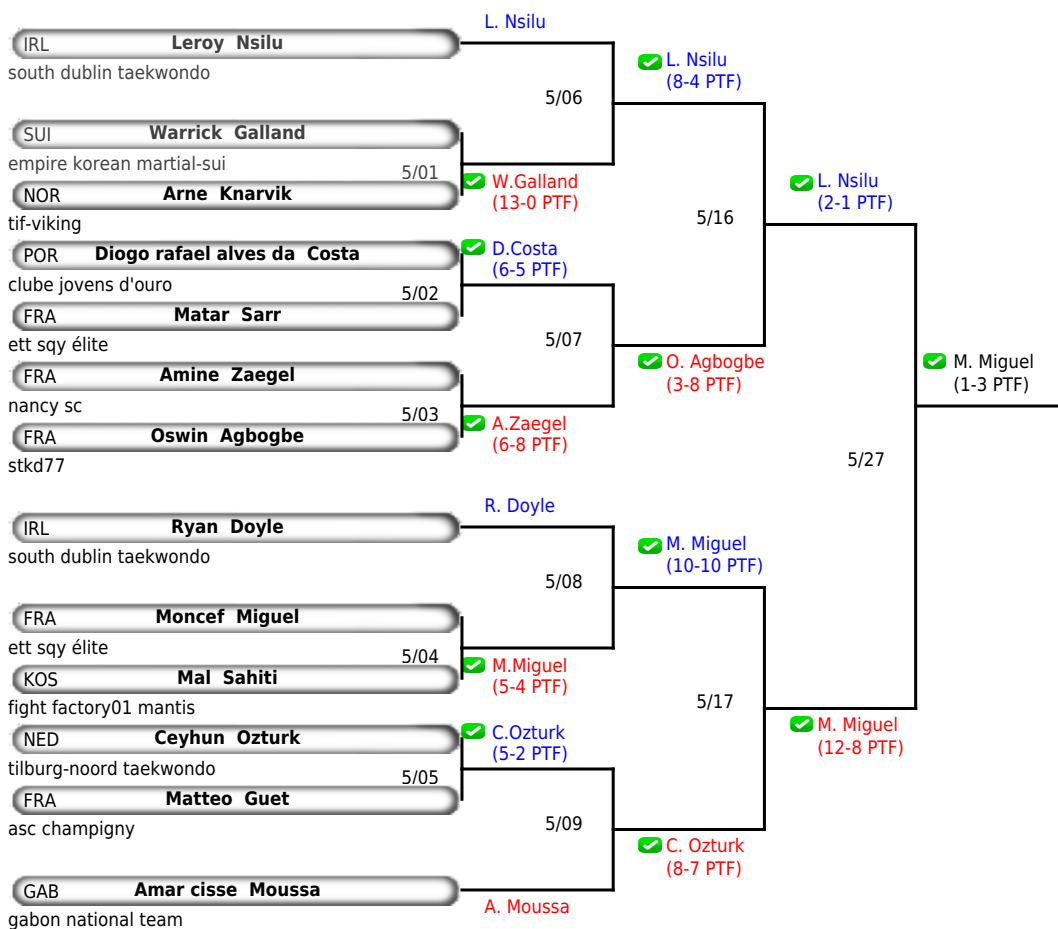 L. Nsilu
IRL Leroy Nsilu
south dublin taekwondo
L. Nsilu
(8-4 PTF)
5/06
SUI Warrick Galland
empire korean martial-sui
5/01
NOR Arne Knarvik
tif-viking
W.Galland
(13-0 PTF)
L. Nsilu
(2-1 PTF)
5/16
POR Diogo rafael alves da Costa
clube jovens d'ouro
D.Costa
(6-5 PTF)
5/02
FRA Matar Sarr
ett sqy élite
5/07
FRA Amine Zaegel
nancy sc
O. Agbogbe
(3-8 PTF)
M. Miguel
(1-3 PTF)
5/03
FRA Oswin Agbogbe
stkd77
A.Zaegel
(6-8 PTF)
5/27
R. Doyle
IRL Ryan Doyle
south dublin taekwondo
M. Miguel
(10-10 PTF)
5/08
FRA Moncef Miguel
ett sqy élite
5/04
KOS Mal Sahiti
fight factory01 mantis
M.Miguel
(5-4 PTF)
5/17
NED Ceyhun Ozturk
tilburg-noord taekwondo
C.Ozturk
(5-2 PTF)
M. Miguel
(12-8 PTF)
5/05
FRA Matteo Guet
asc champigny
5/09
C. Ozturk
(8-7 PTF)
GAB Amar cisse Moussa
gabon national team
A. Moussa